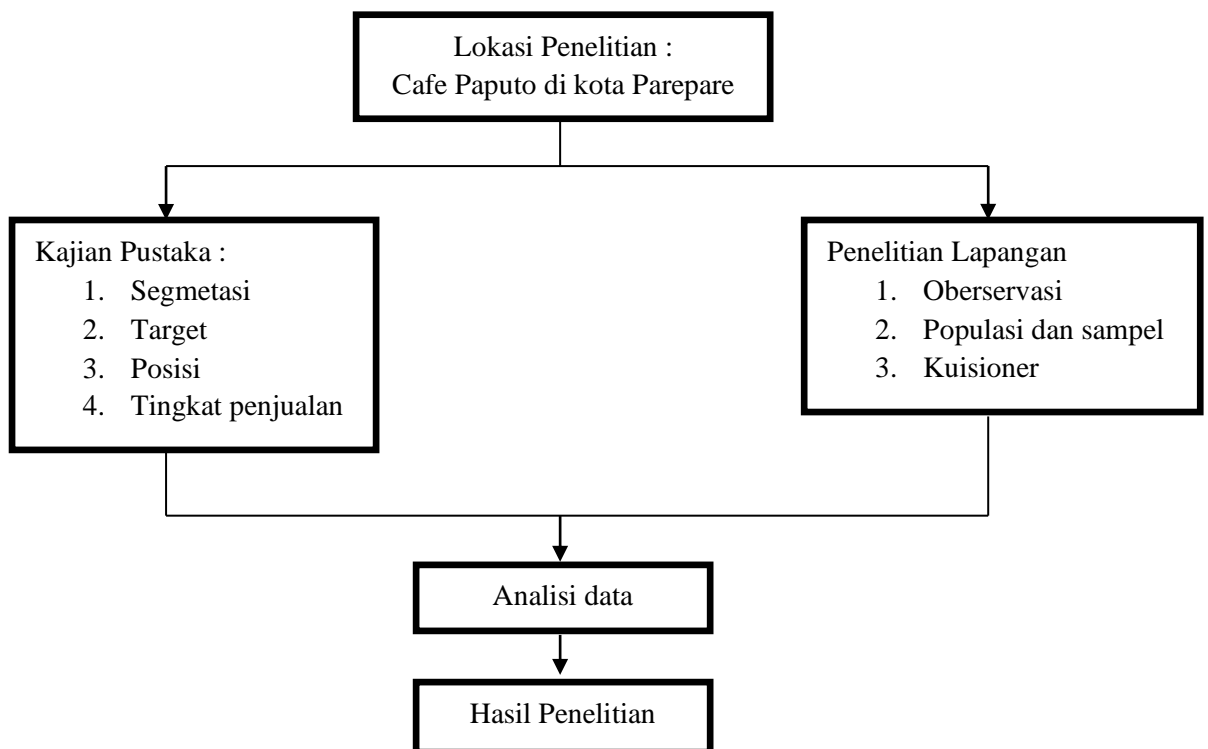 Lokasi Penelitian :
Cafe Paputo di kota Parepare
Kajian Pustaka :
1. Segmetasi
2. Target
3. Posisi
4. Tingkat penjualan
Penelitian Lapangan
1. Oberservasi
2. Populasi dan sampel
3. Kuisioner
Analisi data
Hasil Penelitian